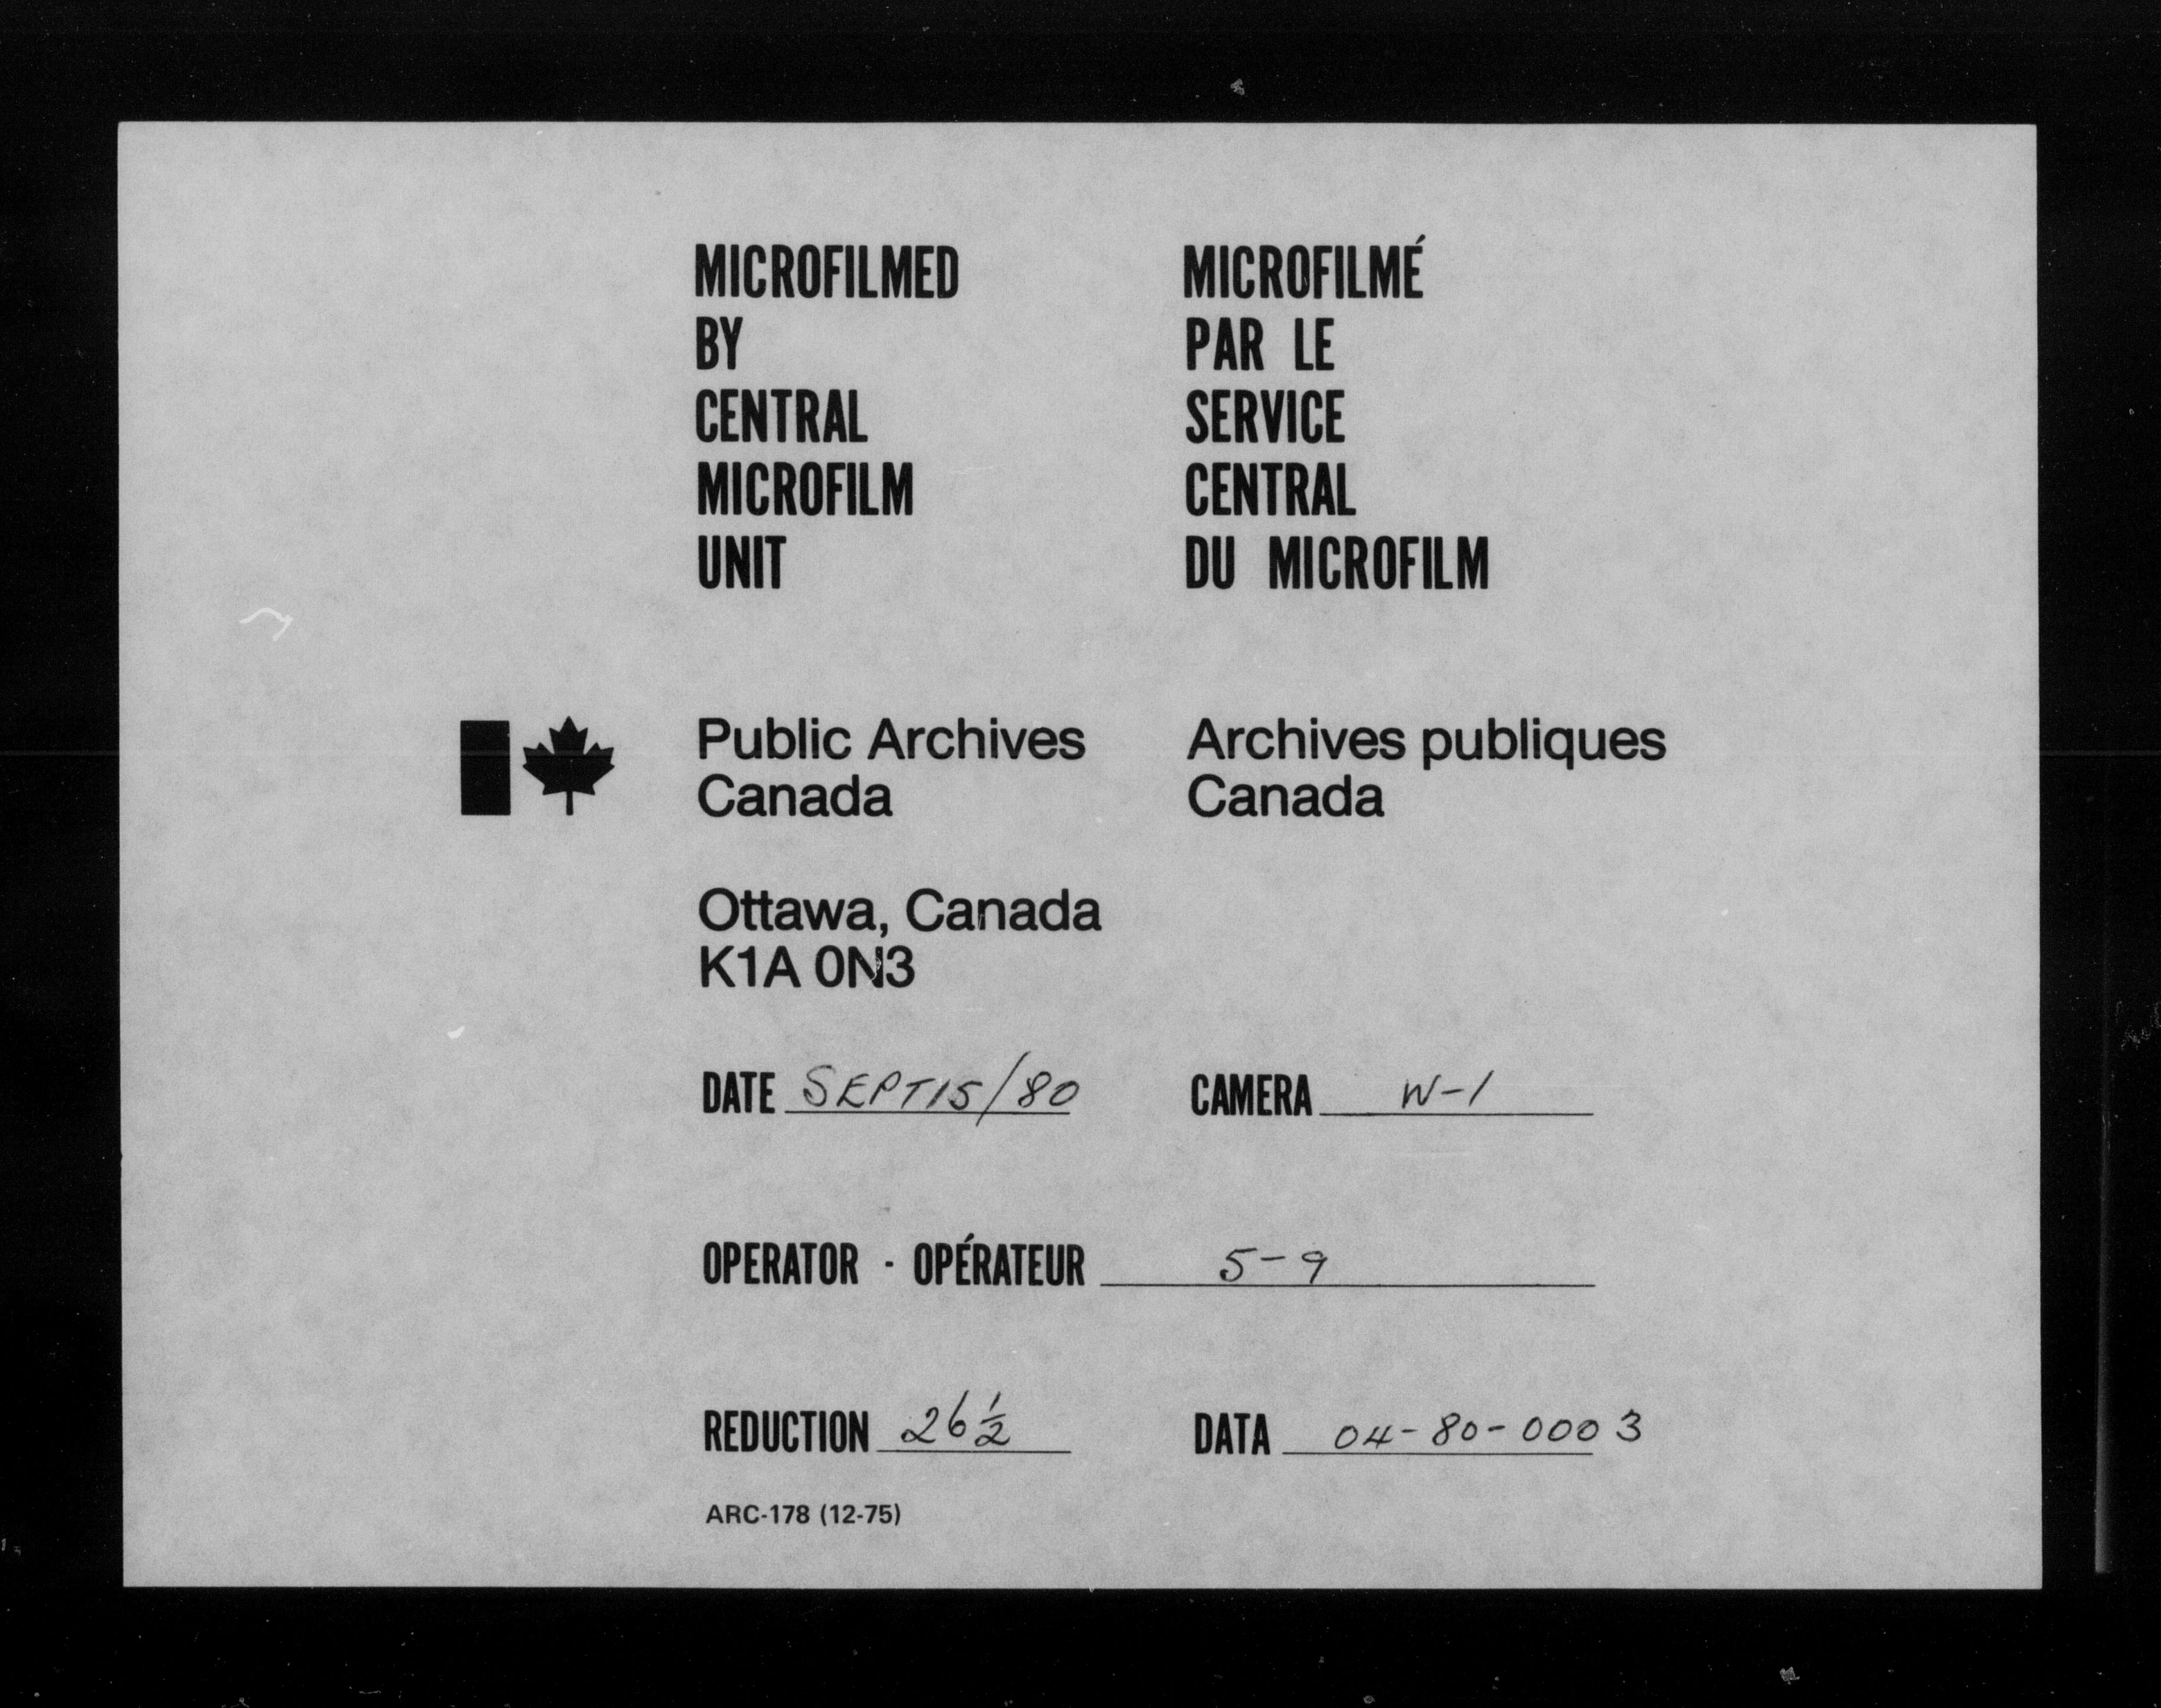 MICROFILMED
BY
CENTRAL
MICROFILM
UNIT
MICROFILMÉ
PAR LE
SERVICE
CENTRAL
DU MICROFILM
Public Archives
Canada
Archives publiques
Canada
Ottawa, Canada
K1A 0N3
DATE SEPT15/80
CAMERA W-1
OPERATOR - OPÉRATEUR 5-9
REDUCTION 26 ½
DATA 04-80-0003
ARC-178 (12-75)